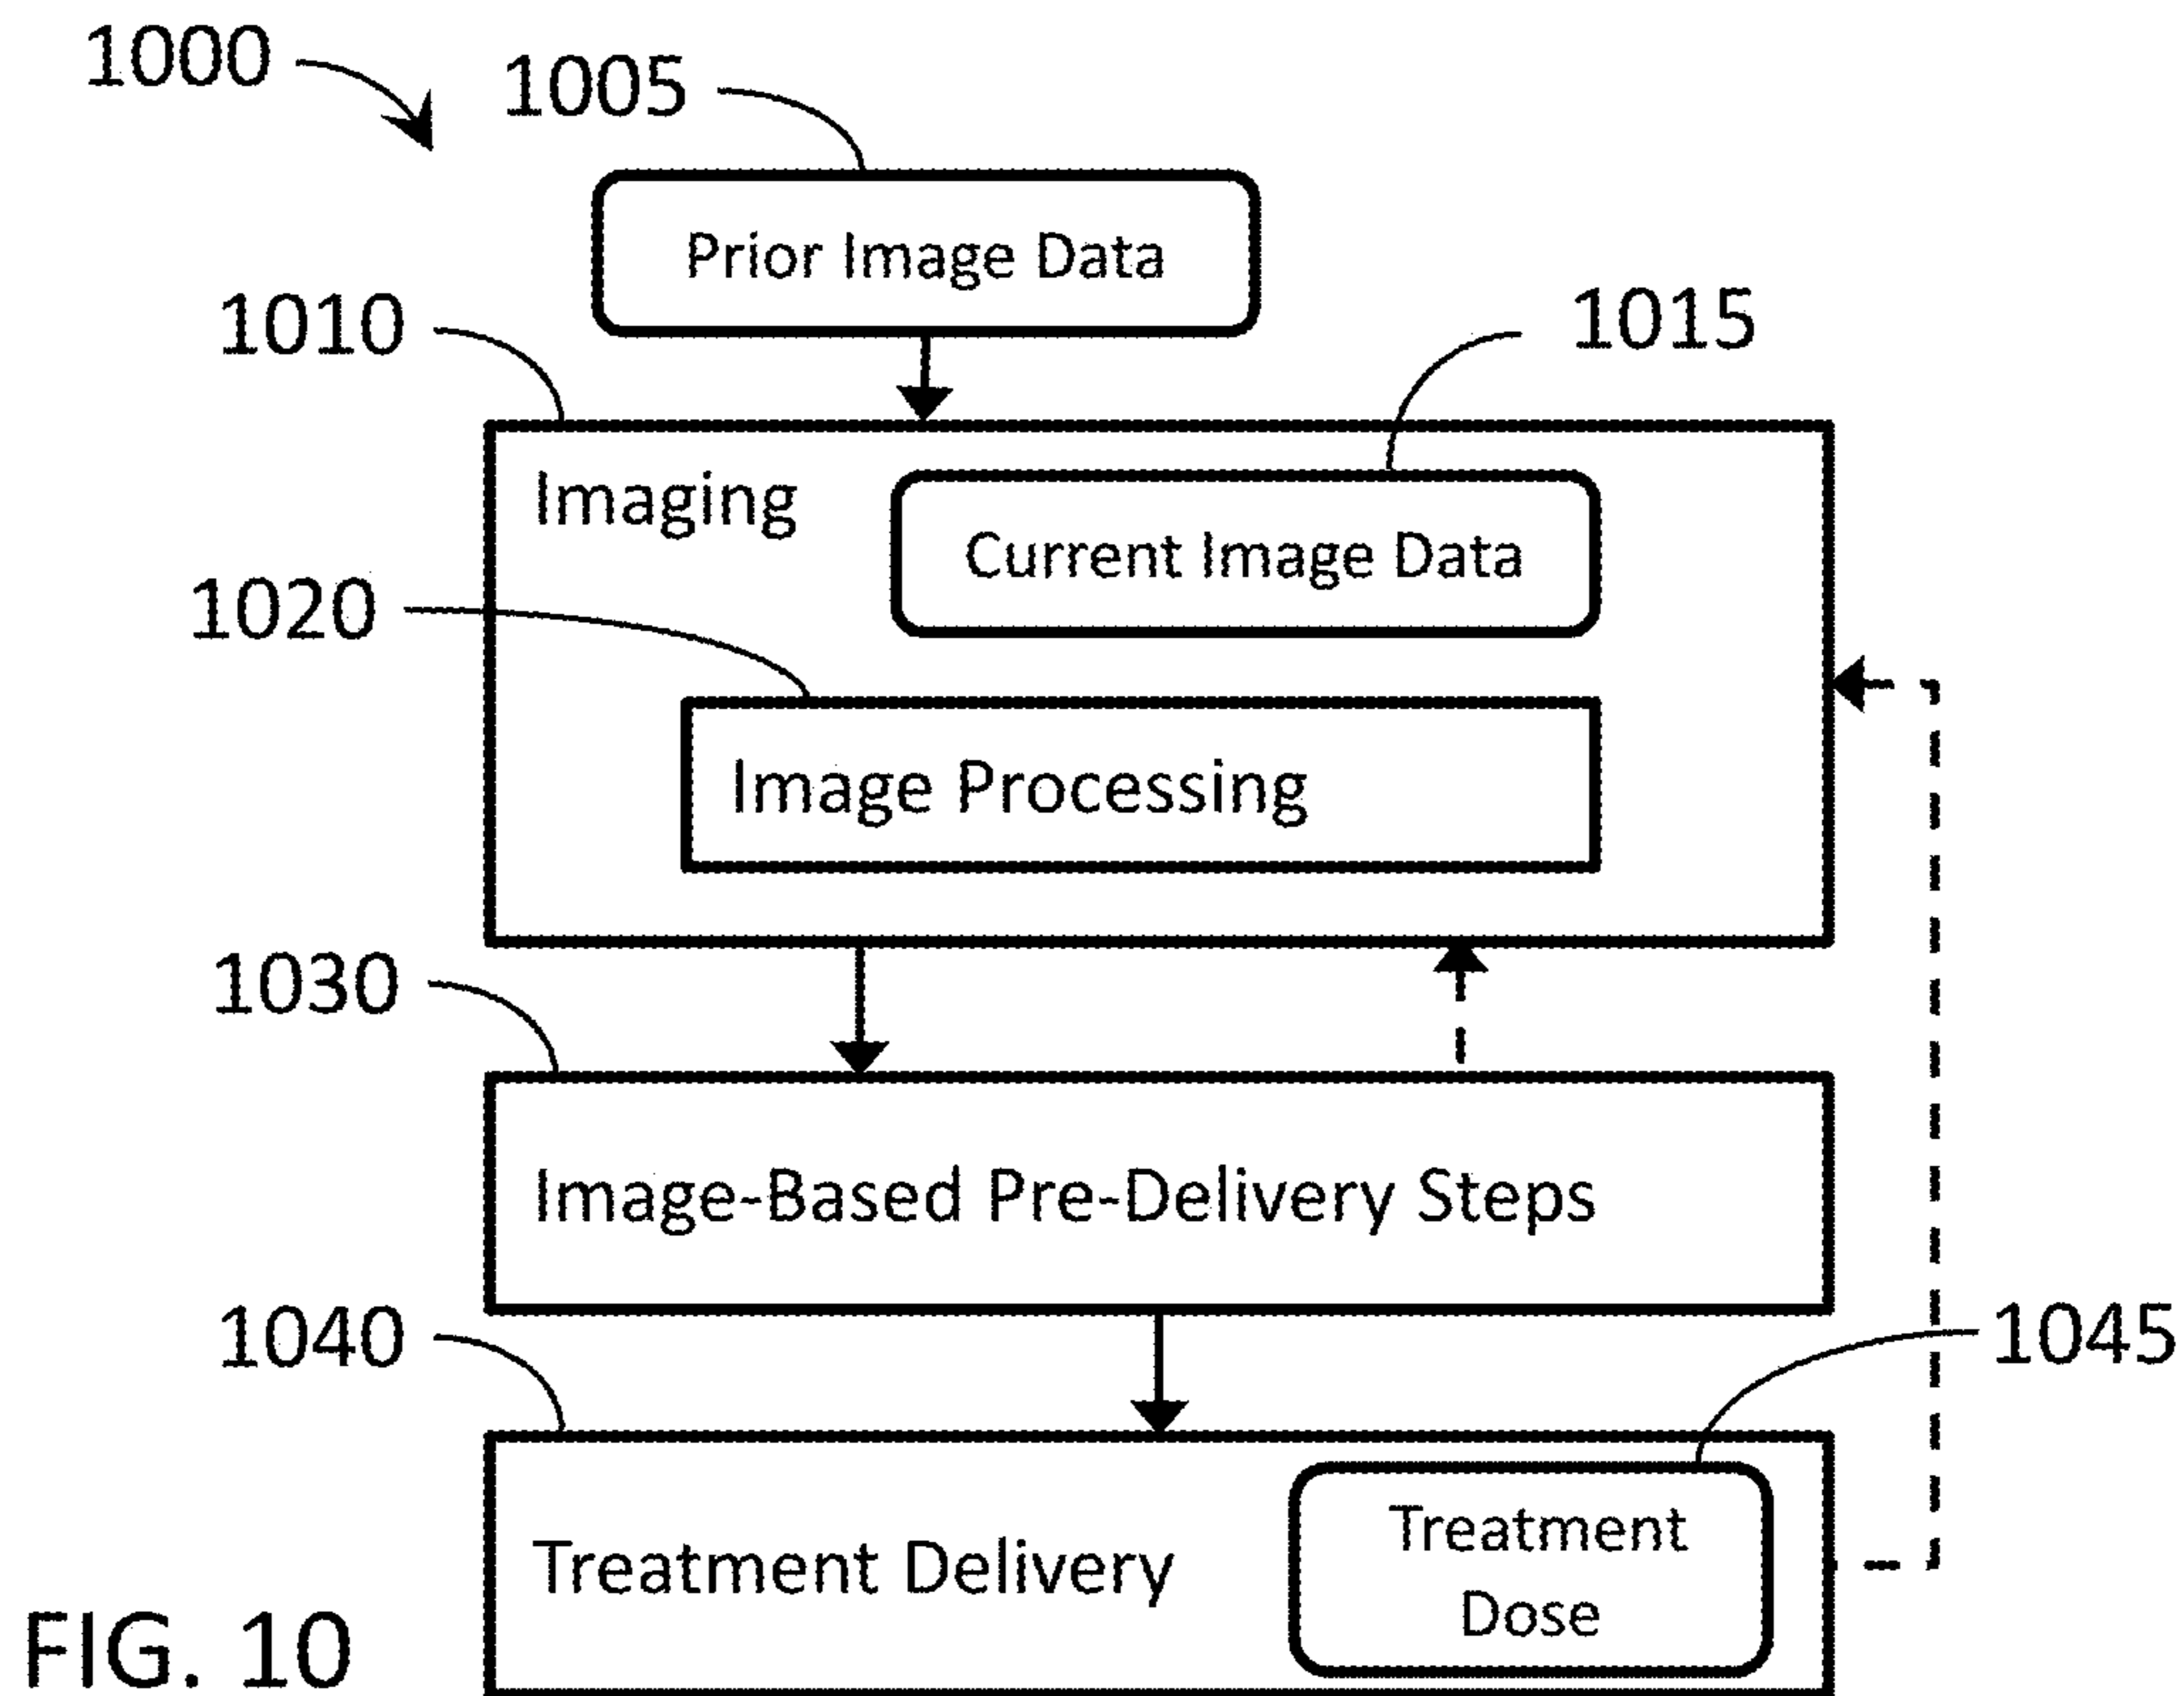 1000
1005
Prior Image Data
1010
1015
Imaging
Current Image Data
1020
Image Processing
1030
Image-Based Pre-Delivery Steps
1040
1045
Treatment Delivery
Treatment
Dose
FIG. 10